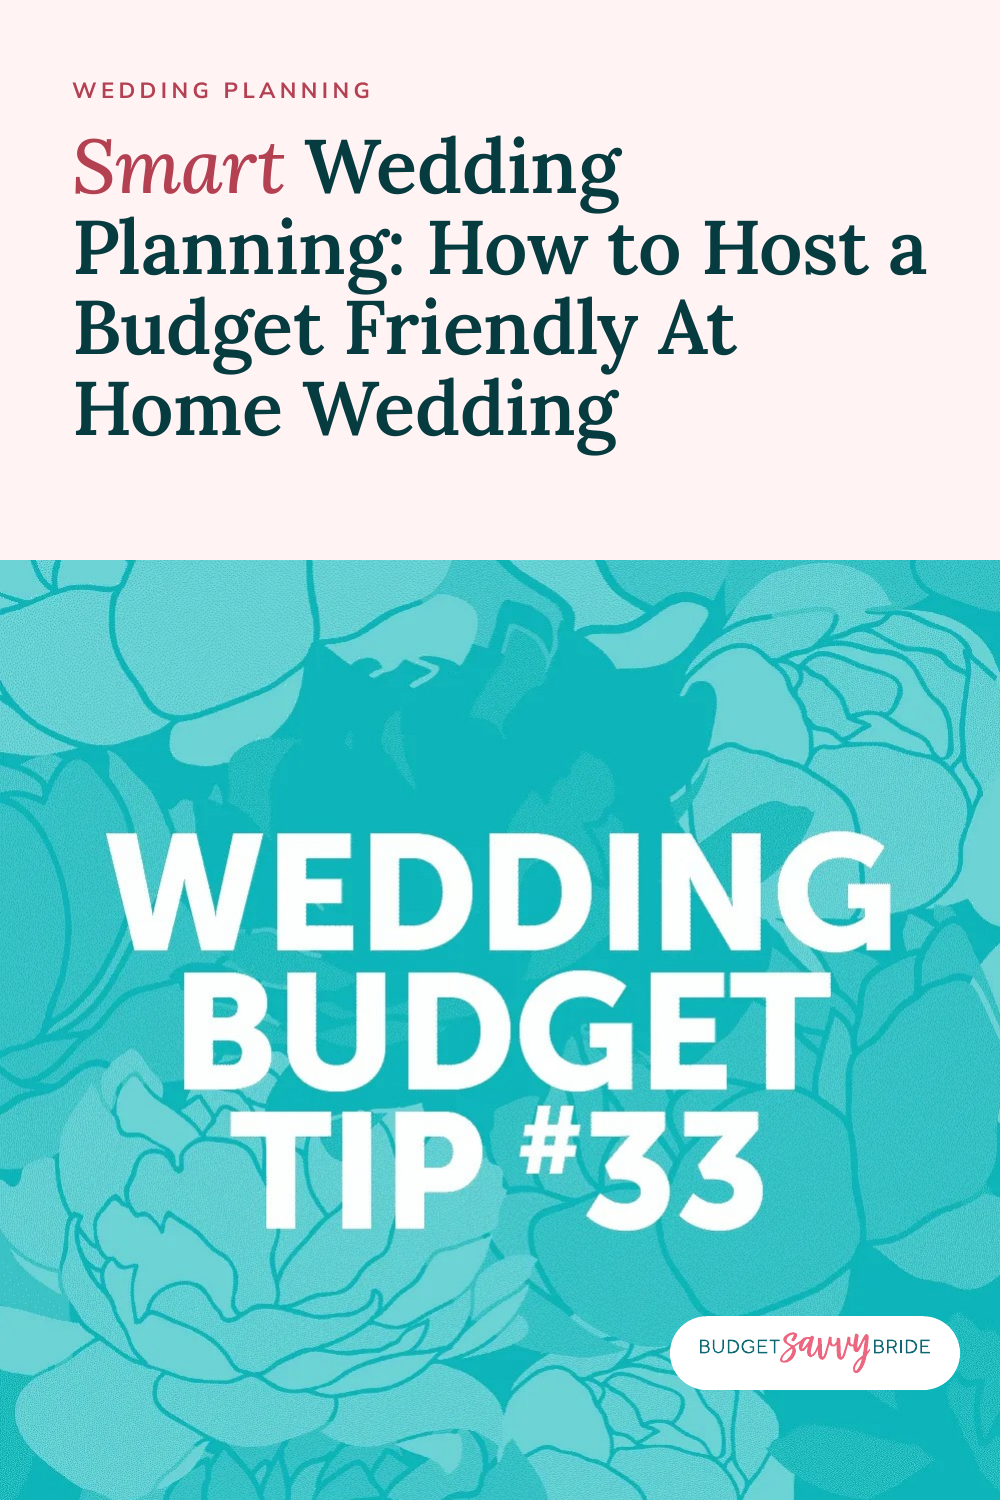 WEDDING PLANNING
Smart Wedding
Planning: How to Host a
Budget Friendly At
Home Wedding
WEDDING
BUDGET
TIP #33
BUDGET savvy BRIDE